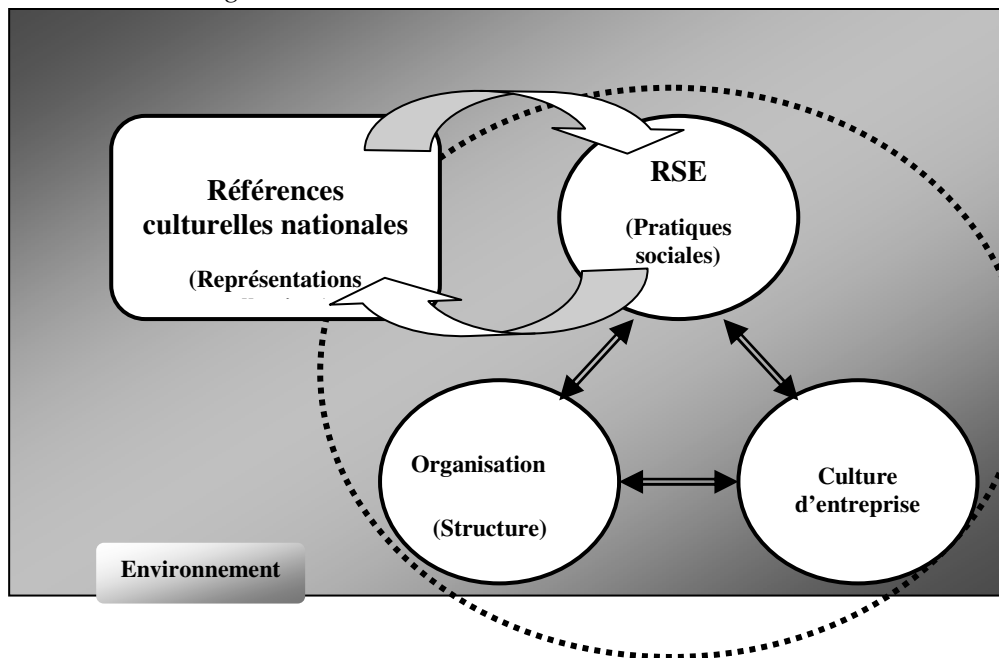 Références
culturelles nationales
(Représentations
RSE
(Pratiques
sociales)
Organisation
(Structure)
Culture
d’entreprise
Environnement